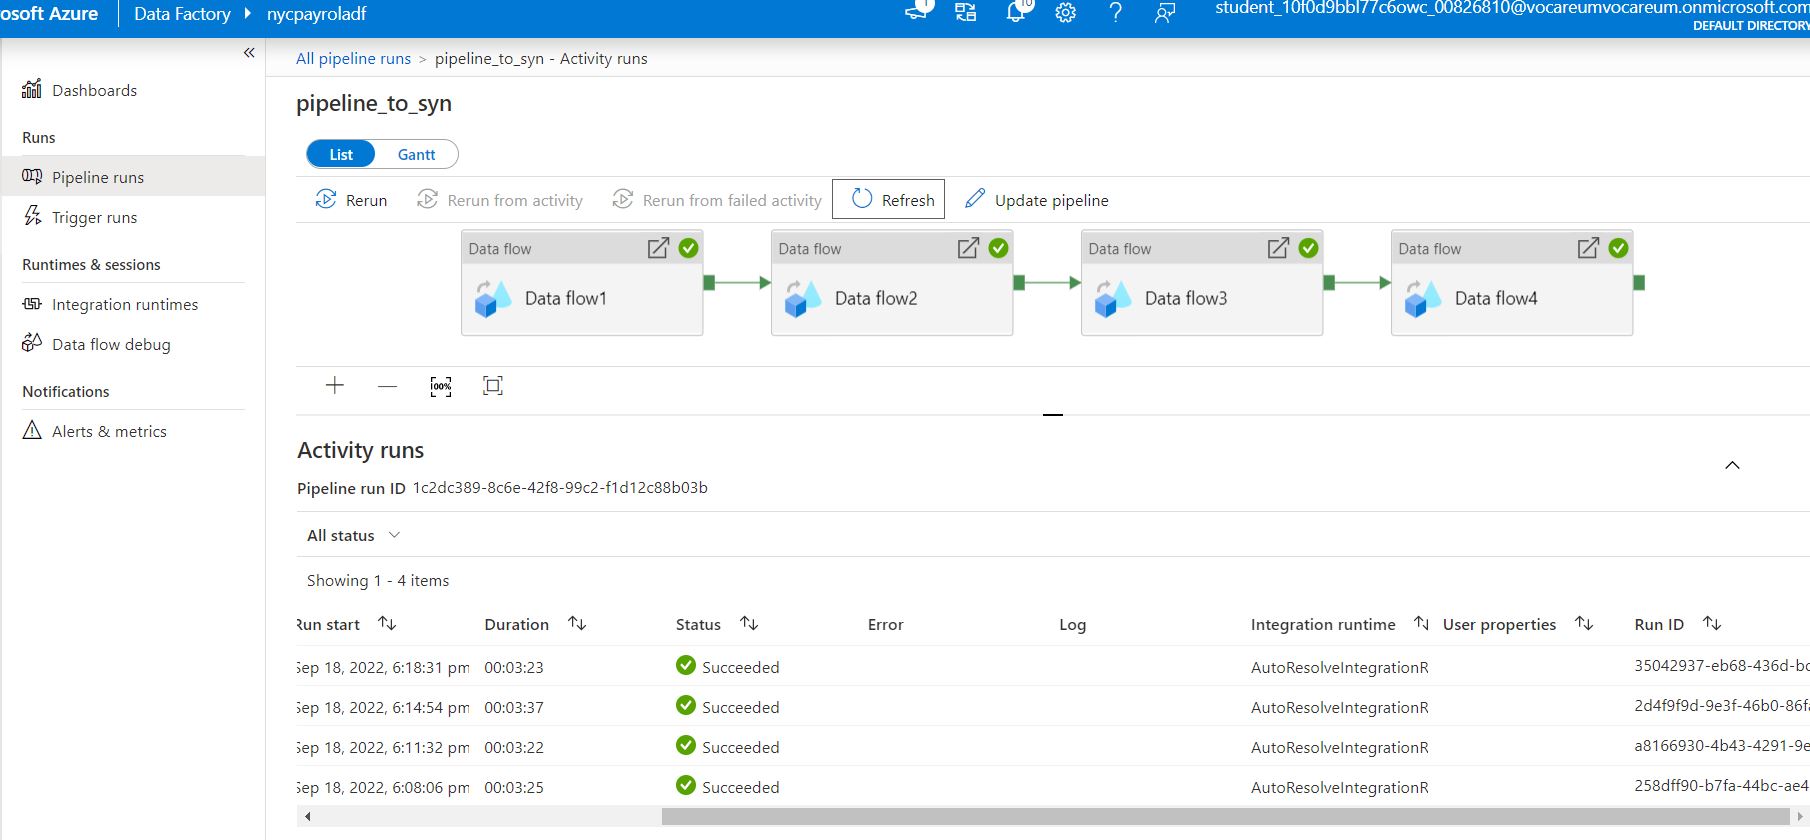 osoft Azure Data Factory nycpayroladf 1 10 student_10f0d9bbl77c6owc_00826810@vocareumvocareum.onmicrosoft.com
DEFAULT DIRECTORY
All pipeline runs > pipeline_to_syn - Activity runs
Dashboards
pipeline_to_syn
Runs
List Gantt
Pipeline runs
Rerun Rerun from activity Rerun from failed activity Refresh Update pipeline
Trigger runs
Data flow Data flow Data flow Data flow
Runtimes & sessions
Data flow1 Data flow2 Data flow3 Data flow4
Integration runtimes
Data flow debug
100%
Notifications
Alerts & metrics
Activity runs
Pipeline run ID 1c2dc389-8c6e-42f8-99c2-f1d12c88b03b
All status
Showing 1 - 4 items
Run start Duration Status Error Log Integration runtime User properties Run ID
Sep 18, 2022, 6:18:31 pm 00:03:23 Succeeded AutoResolveIntegrationR 35042937-eb68-436d-bc
Sep 18, 2022, 6:14:54 pm 00:03:37 Succeeded AutoResolveIntegrationR 2d4f9f9d-9e3f-46b0-86fa
Sep 18, 2022, 6:11:32 pm 00:03:22 Succeeded AutoResolveIntegrationR a8166930-4b43-4291-9e
Sep 18, 2022, 6:08:06 pm 00:03:25 Succeeded AutoResolveIntegrationR 258dff90-b7fa-44bc-ae4